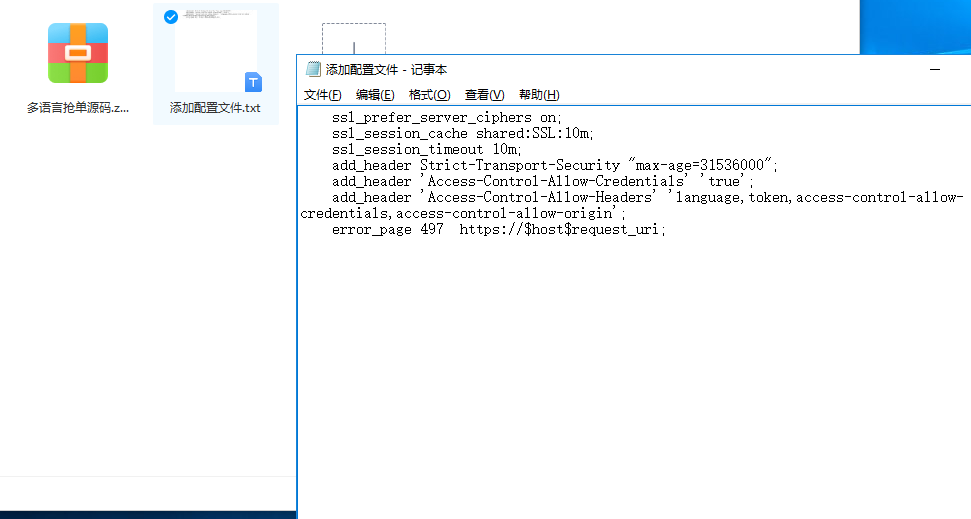 多语言抢单源码.z...
添加配置文件.txt
添加配置文件 - 记事本
文件(F) 编辑(E) 格式(O) 查看(V) 帮助(H)
ssl_prefer_server_ciphers on;
ssl_session_cache shared:SSL:10m;
ssl_session_timeout 10m;
add_header Strict-Transport-Security "max-age=31536000";
add_header 'Access-Control-Allow-Credentials' 'true';
add_header 'Access-Control-Allow-Headers' 'language,token,access-control-allow-
credentials,access-control-allow-origin';
error_page 497  https://$host$request_uri;